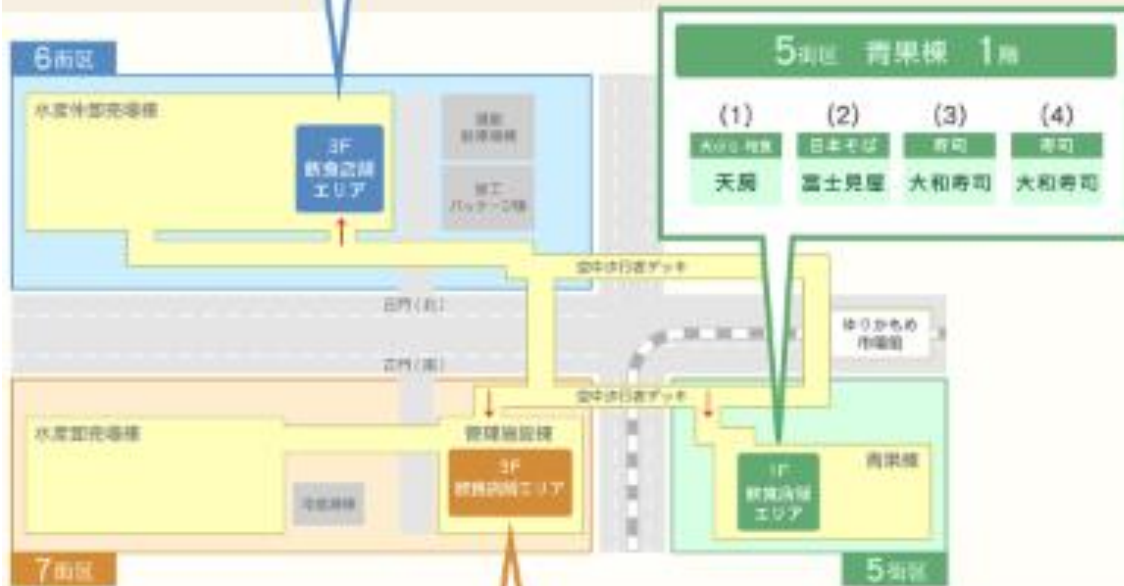 6街区
水産仲卸売場棟
3F
飲食店舗
エリア
加工
パッケージ棟
5街区 青果棟 1階
(1) (2) (3) (4)
日本そば 寿司 寿司
天房 富士見屋 大和寿司 大和寿司
空中歩行者デッキ
正門(北)
正門(南)
ゆりかもめ
市場前
空中歩行者デッキ
水産卸売場棟
管理施設棟
3F
飲食店舗エリア
青果棟
1F
飲食店舗
エリア
7街区
5街区